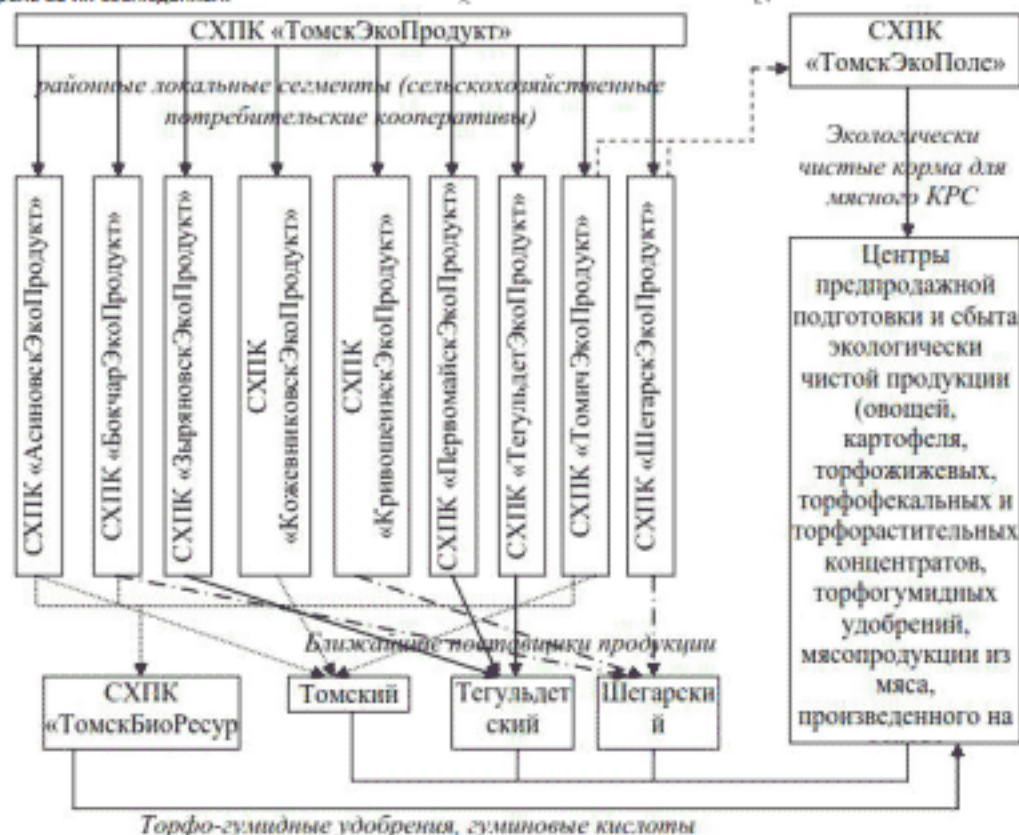 СХПК «ТомскЭкоПродукт»
СХПК
«ТомскЭкоПоле»
районные локальные сегменты (сельскохозяйственные
потребительские кооперативы)
Экологически
чистые корма для
мясного КРС
СХПК «АсиновскЭкоПродукт»
СХПК «БокчарЭкоПродукт»
СХПК «ЗыряновскЭкоПродукт»
СХПК
«КожевниковскЭкоПродукт»
СХПК
«КривошеинскЭкоПродукт»
СХПК «ПервомайскЭкоПродукт»
СХПК «ТегульдетЭкоПродукт»
СХПК «ТомичЭкоПродукт»
СХПК «ШегарскЭкоПродукт»
Центры
предпродажной
подготовки и сбыта
экологически
чистой продукции
(овощей,
картофеля,
торфожижевых,
торфофекальных и
торфорастительных
концентратов,
торфогумидных
удобрений,
мясопродукции из
мяса,
произведенного на
Ближайшие поставщики продукции
СХПК
«ТомскБиоРесур
Томский
Тегульдет
ский
Шегарски
й
Торфо-гумидные удобрения, гуминовые кислоты